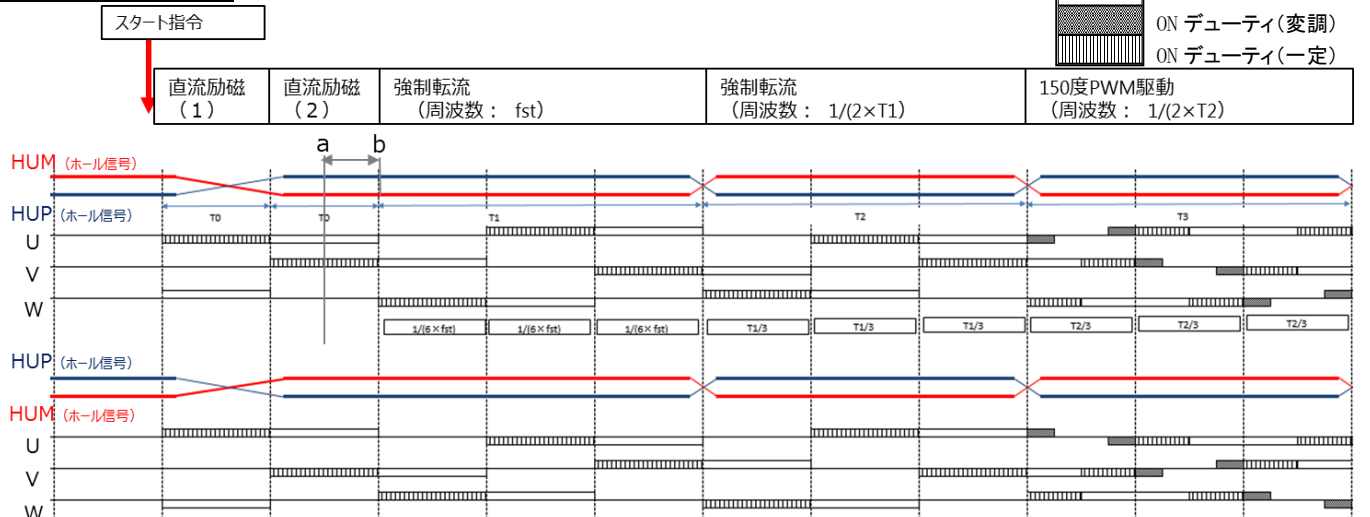 スタート指令
ON デューティ(変調)
ON デューティ(一定)
直流励磁
(1)
直流励磁
(2)
強制転流
(周波数： fst)
強制転流
(周波数： 1/(2×T1)
150度PWM駆動
(周波数： 1/(2×T2)
a
b
HUM (ホール信号)
HUP (ホール信号)
T0
T0
T1
T2
T3
U
V
W
1/(6×fst)
1/(6×fst)
1/(6×fst)
T1/3
T1/3
T1/3
T2/3
T2/3
T2/3
HUP (ホール信号)
HUM (ホール信号)
U
V
W